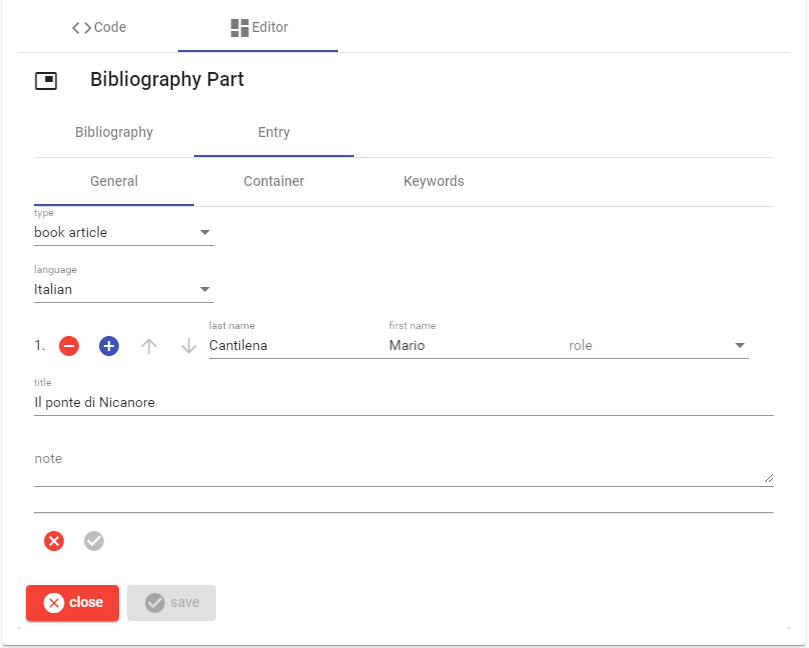 Code Editor
Bibliography Part
Bibliography Entry
General Container Keywords
type
book article
language
Italian
last name first name
1. Cantilena Mario role
title
Il ponte di Nicanore
note
close save